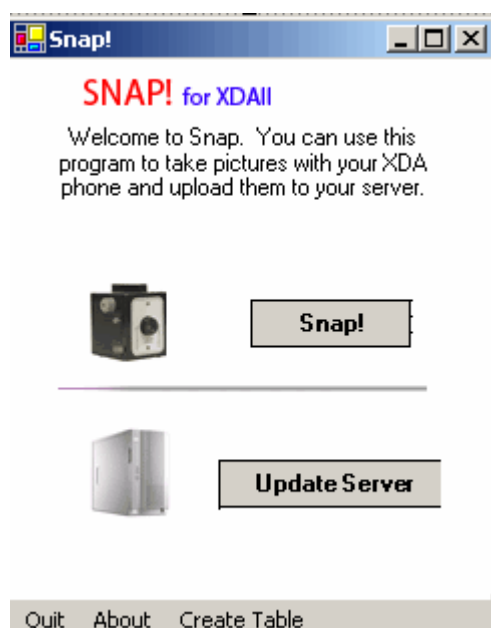 Snap!
SNAP! for XDAII
Welcome to Snap. You can use this
program to take pictures with your XDA
phone and upload them to your server.
Snap!
Update Server
Quit About Create Table